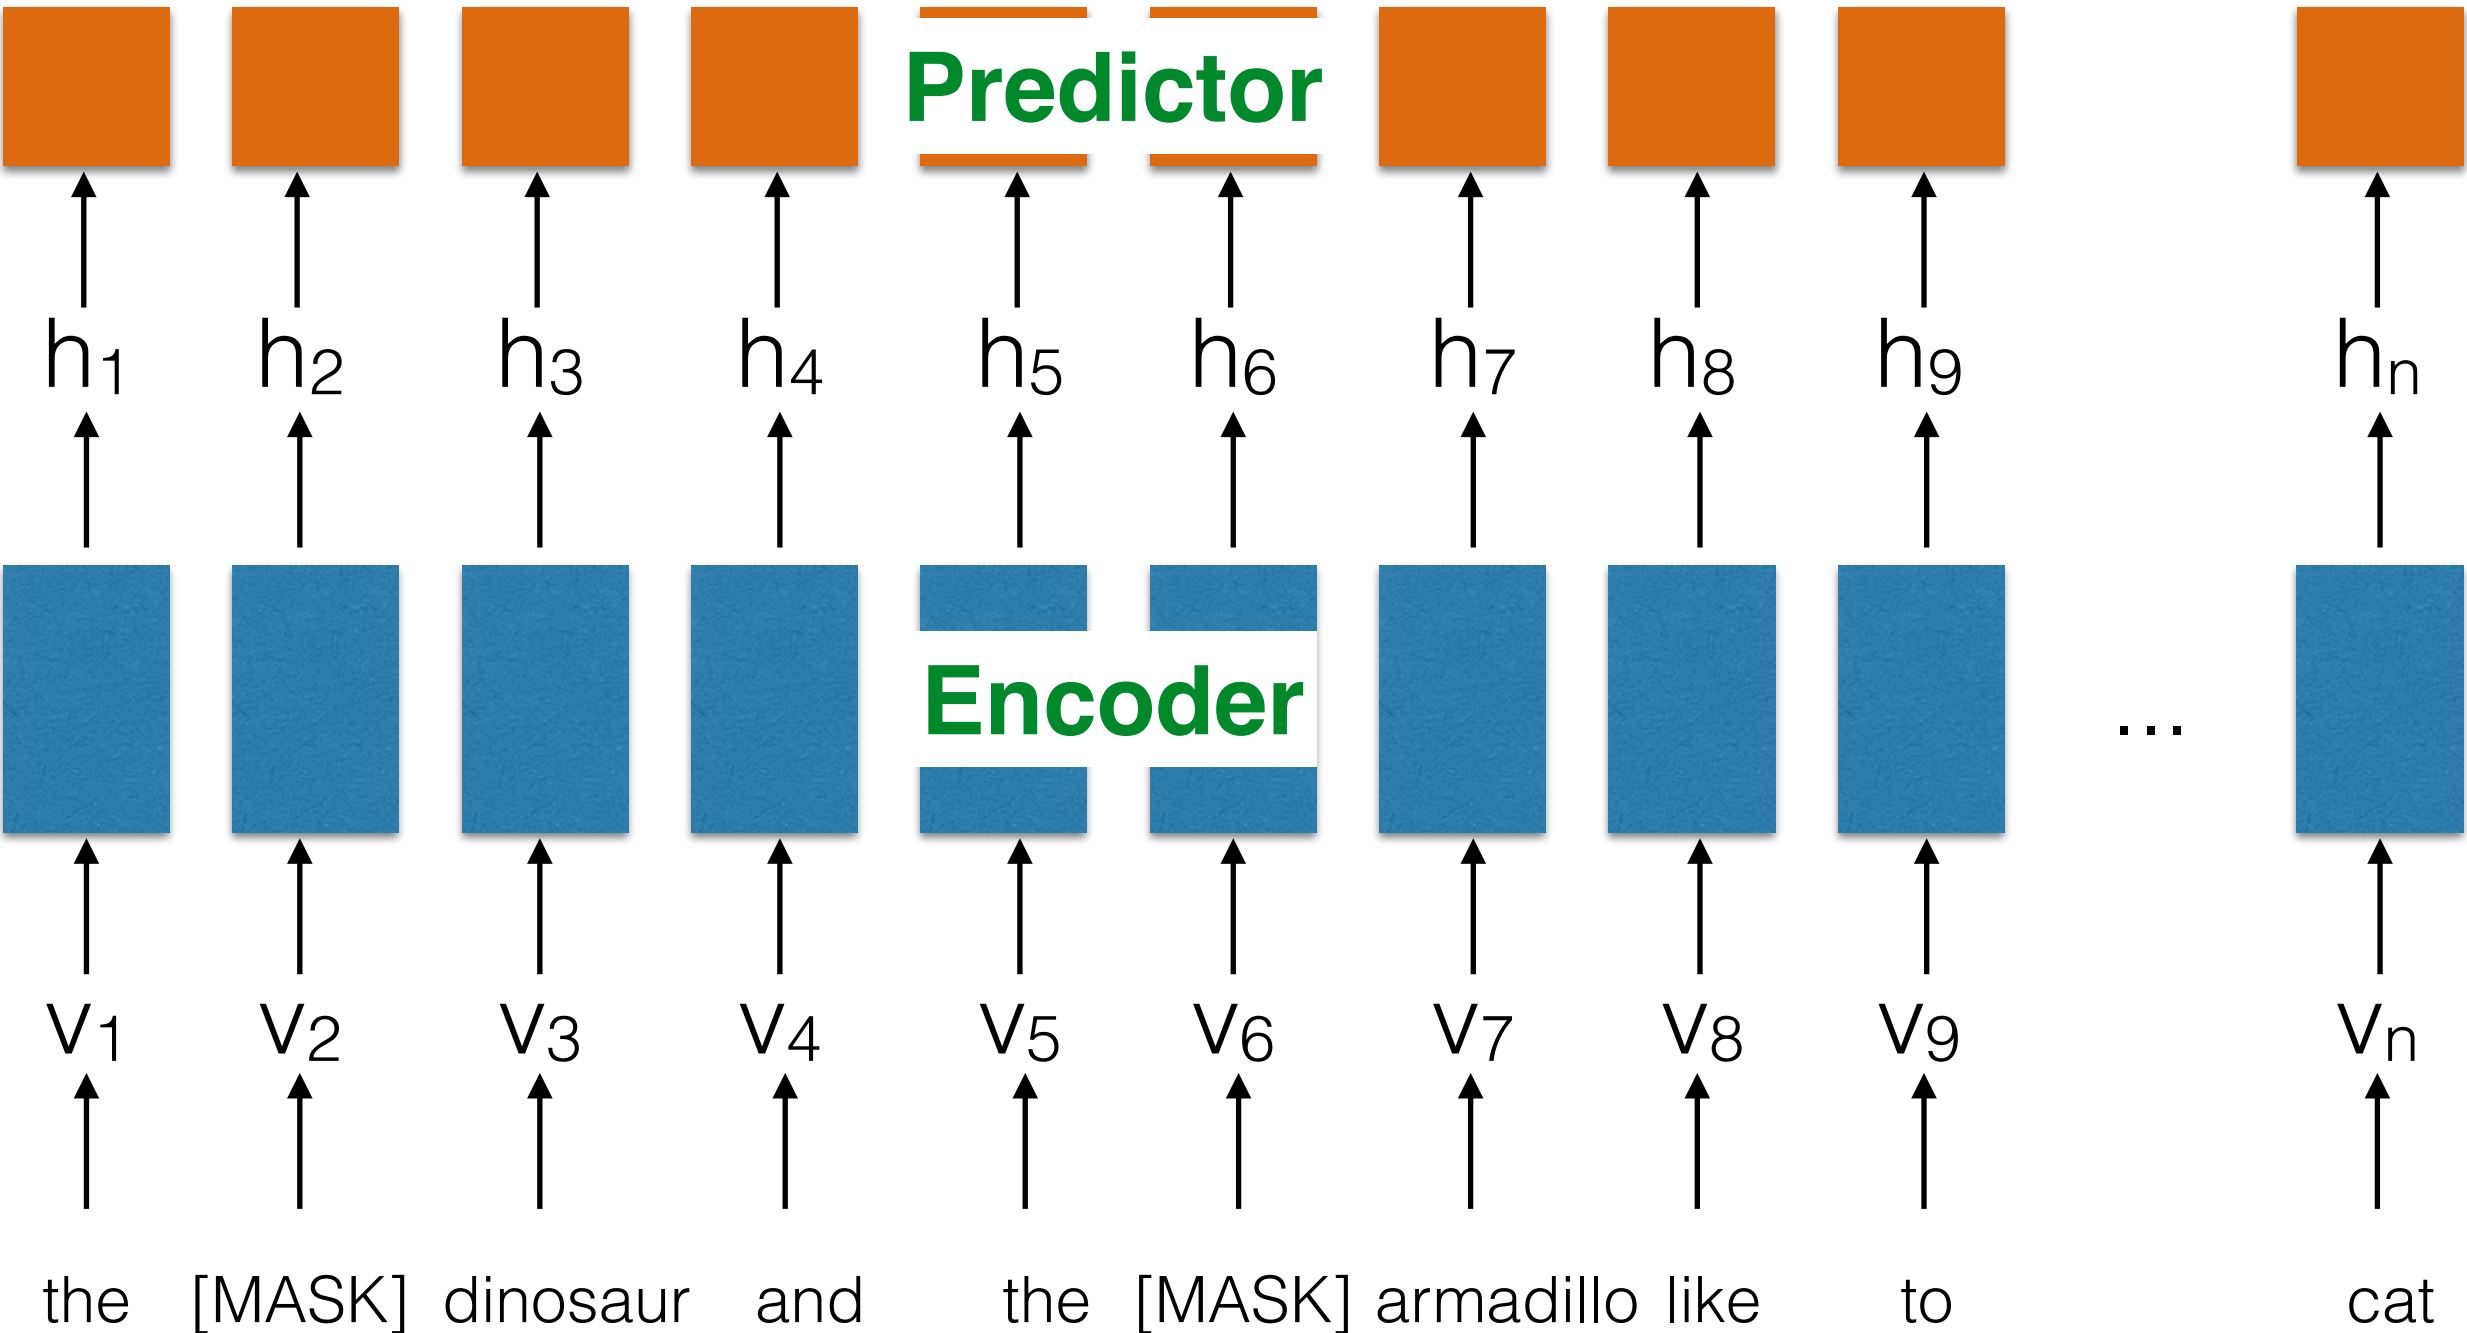 Predictor
h1 h2 h3 h4 h5 h6 h7 h8 h9 hn
Encoder
...
v1 v2 v3 v4 v5 v6 v7 v8 v9 vn
the [MASK] dinosaur and the [MASK] armadillo like to cat